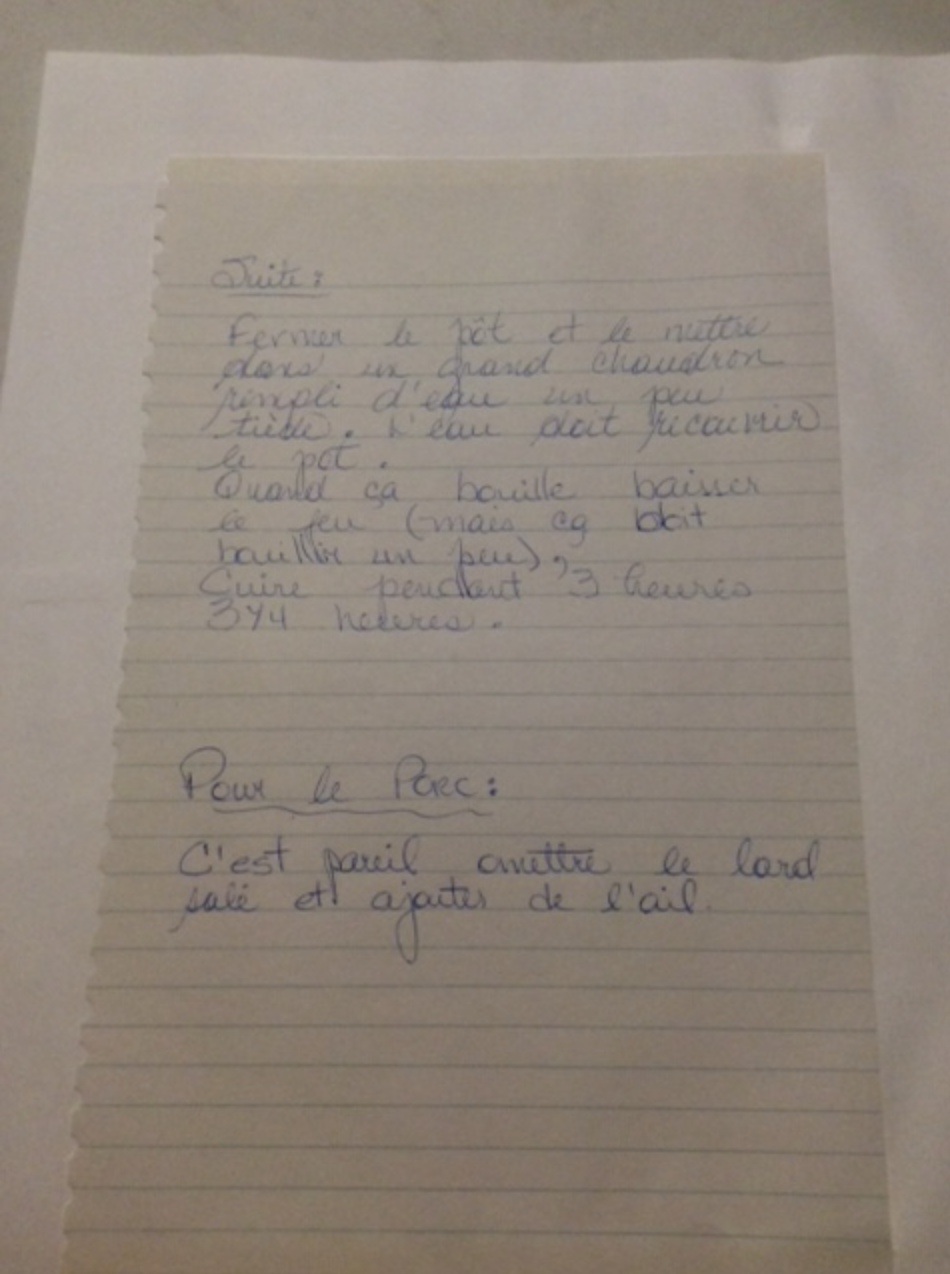 Suite :
Fermer le pôt et le mettre
dans un grand chaudron
rempli d'eau un peu
tiède. L'eau doit recouvrir
le pot.
Quand ça bouille baisser
le feu (mais ça doit
bouillir un peu),
Cuire pendant 3 heures
3 heures.
Pour le Porc :
C'est pareil omettre le lard
salé et ajouter de l'ail.